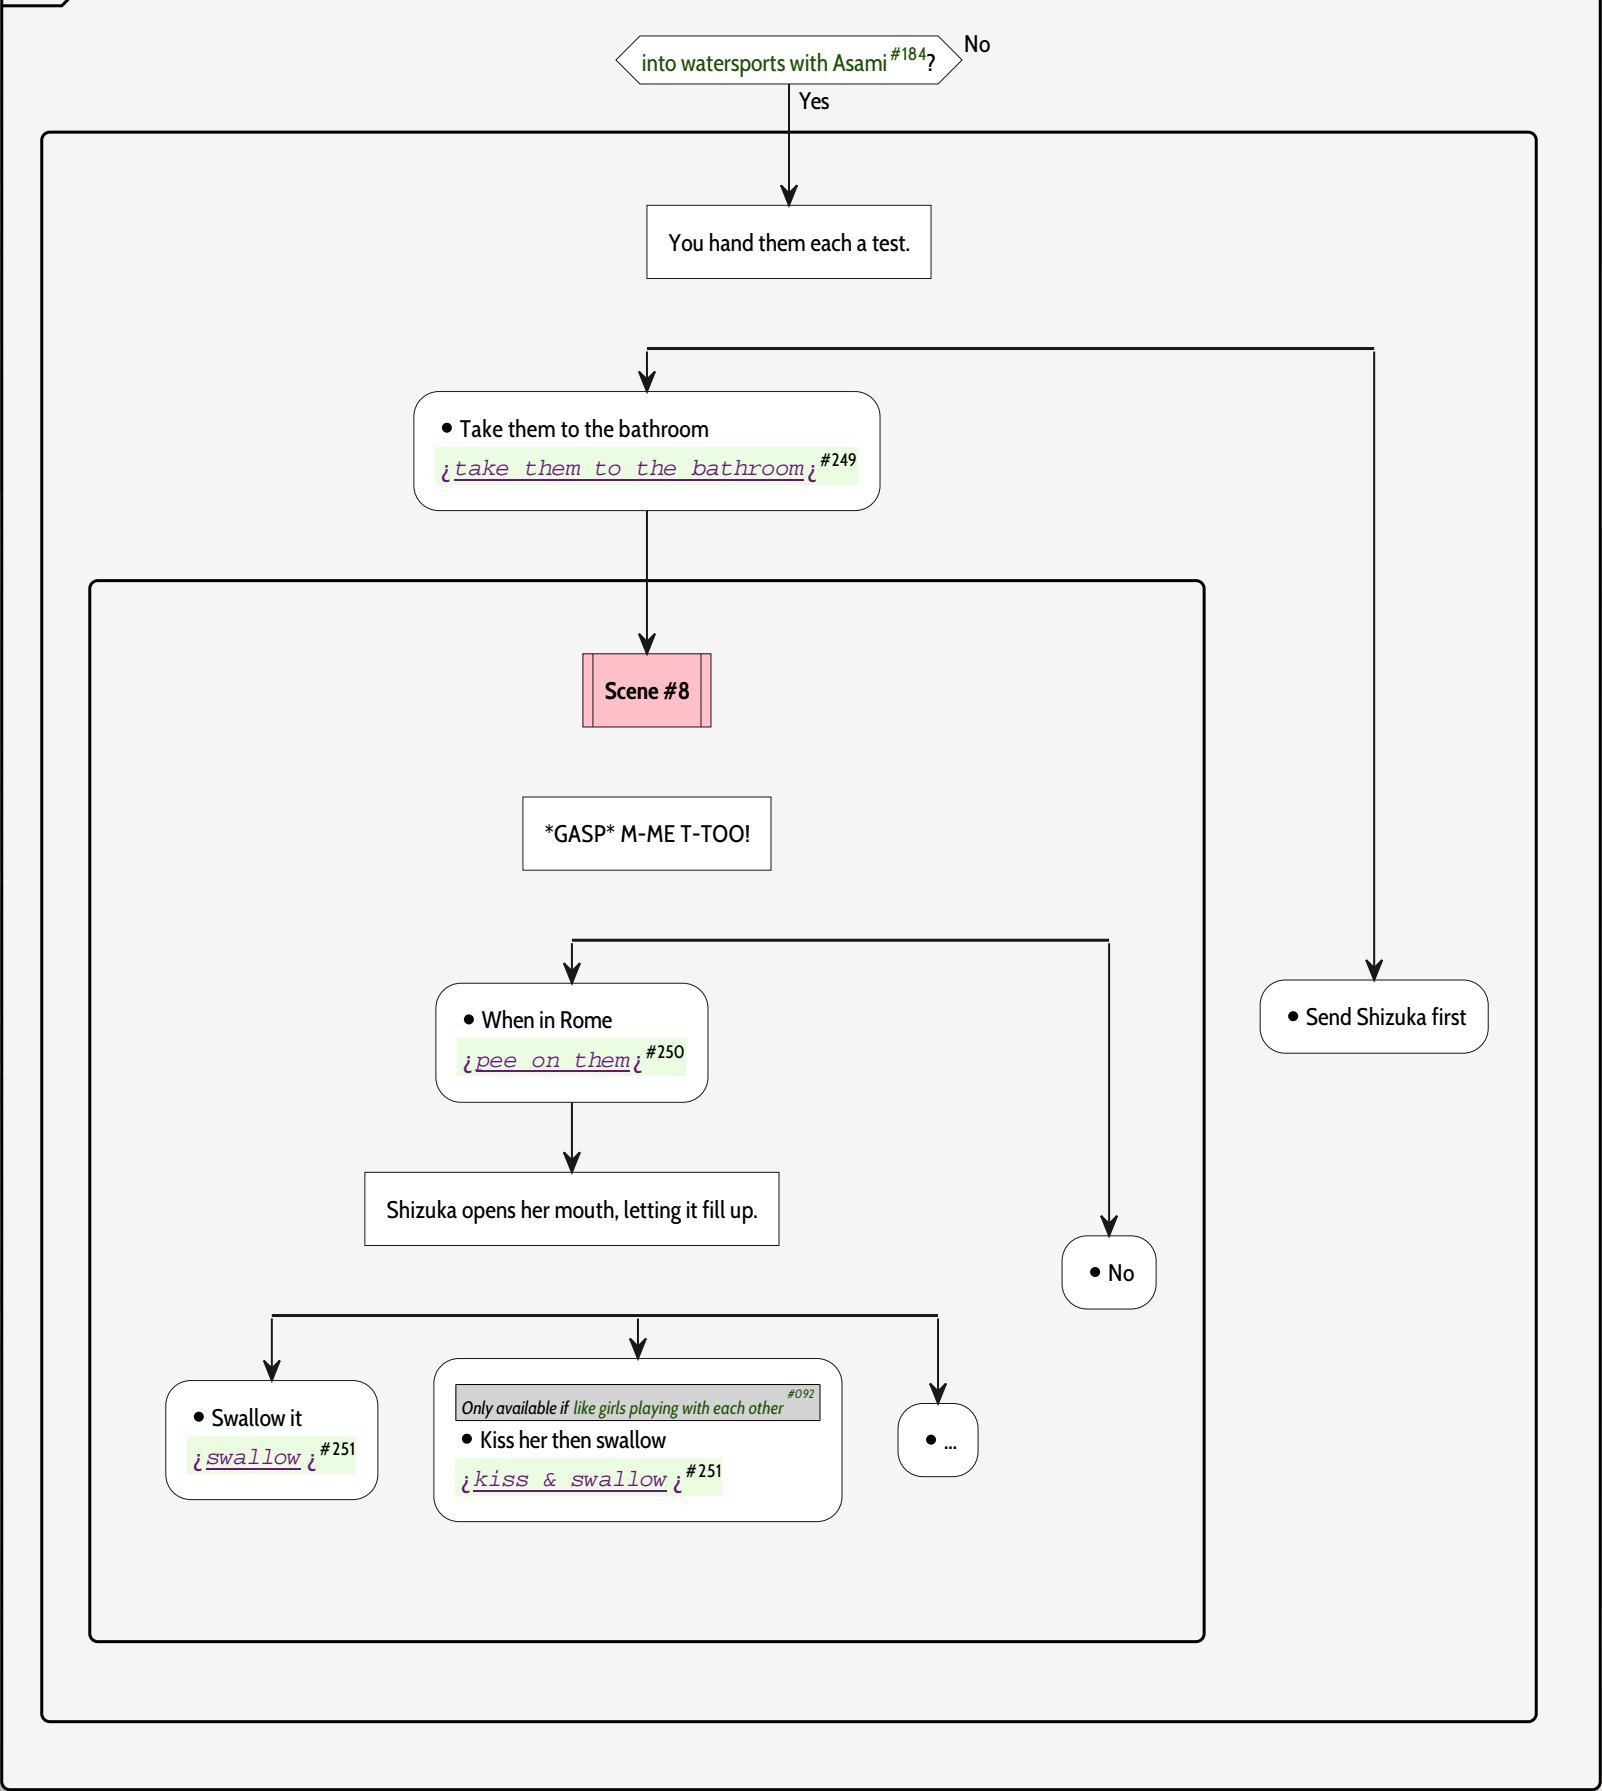 into watersports with Asami #184?
No
Yes
You hand them each a test.
• Take them to the bathroom
¿take them to the bathroom¿ #249
Scene #8
*GASP* M-ME T-TOO!
• When in Rome
¿pee on them¿ #250
• Send Shizuka first
Shizuka opens her mouth, letting it fill up.
• No
• Swallow it
¿swallow ¿ #251
Only available if like girls playing with each other #092
• Kiss her then swallow
¿kiss & swallow ¿ #251
• ...